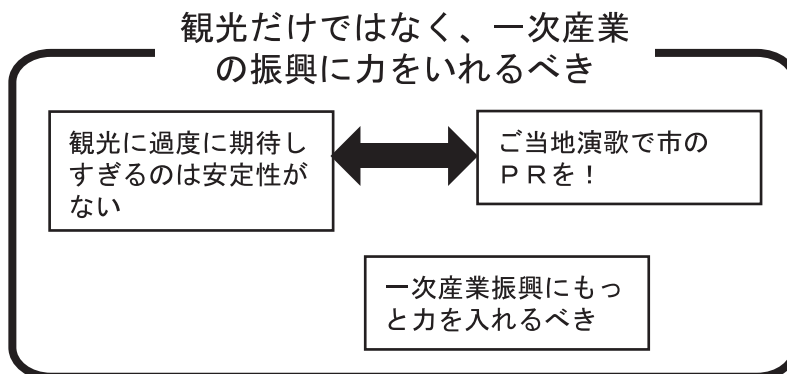 観光だけではなく、一次産業
の振興に力をいれるべき
観光に過度に期待し
すぎるのは安定性が
ない
ご当地演歌で市の
ＰＲを！
一次産業振興にもっ
と力を入れるべき